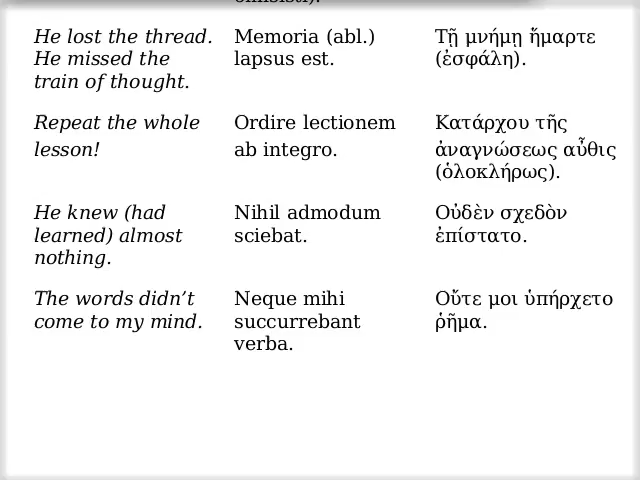 He lost the thread. Memoria (abl.) Τῇ μνήμῃ ἥμαρτε
He missed the lapsus est. (ἐσφάλη).
train of thought.
Repeat the whole Ordire lectionem Κατάρχου τῆς
lesson! ab integro. ἀναγνώσεως αὖθις
(ὁλοκλήρως).
He knew (had Nihil admodum Οὐδὲν σχεδὸν
learned) almost sciebat. ἐπίστατο.
nothing.
The words didn’t Neque mihi Οὔτε μοι ὑπήρχετο
come to my mind. succurrebant ῥῆμα.
verba.